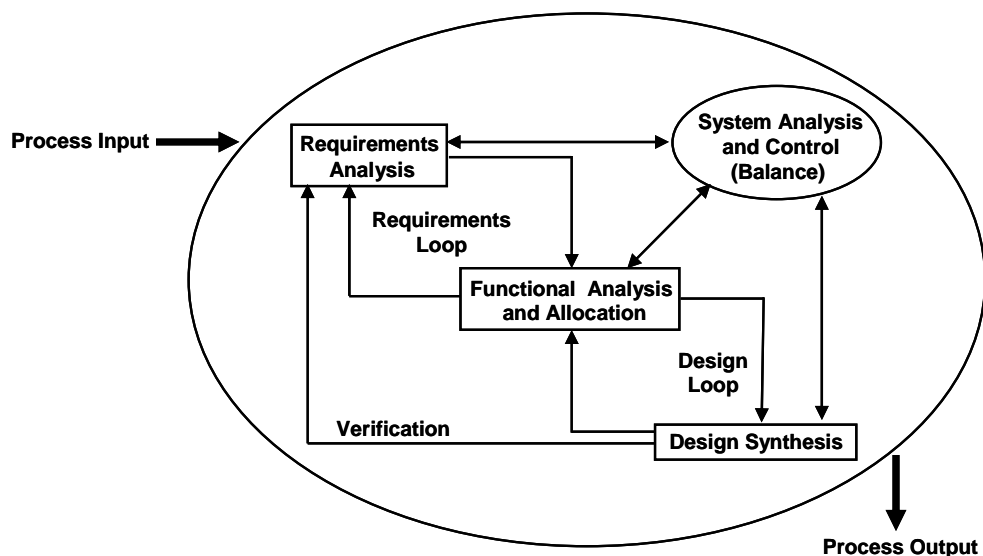 Process Input
Requirements
Analysis
System Analysis
and Control
(Balance)
Requirements
Loop
Functional Analysis
and Allocation
Design
Loop
Verification
Design Synthesis
Process Output